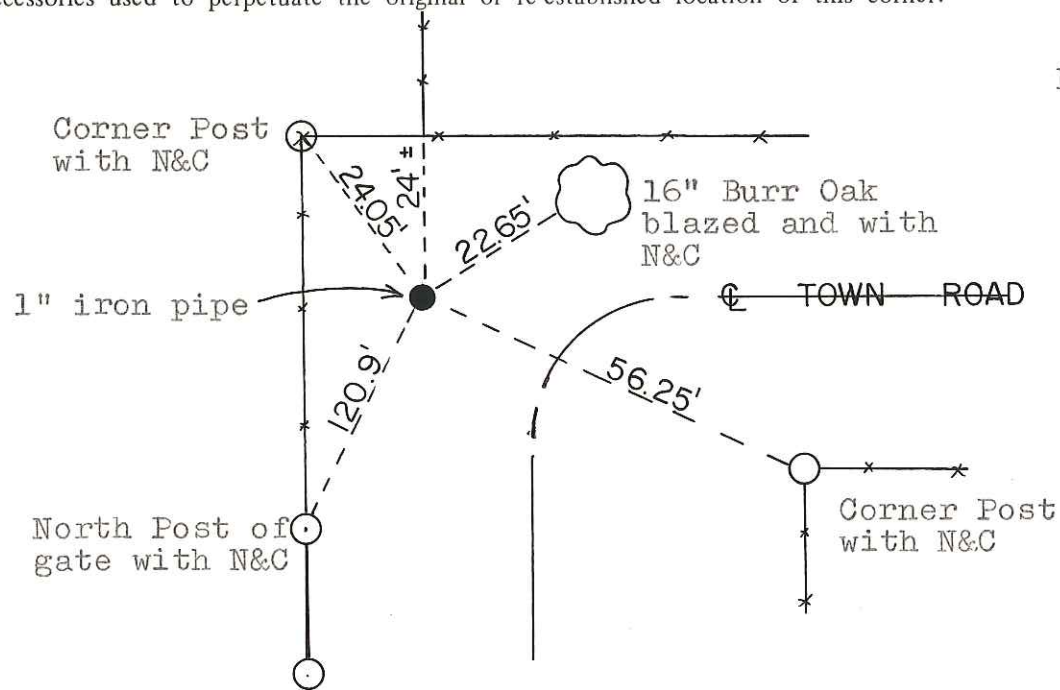 accessories used to perpetuate the original or re-established location of this corner.
Corner Post
with N&C
24.05'
24'±
22.65'
16" Burr Oak
blazed and with
N&C
1" iron pipe
℄ TOWN ROAD
120.9'
56.25'
North Post of
gate with N&C
Corner Post
with N&C